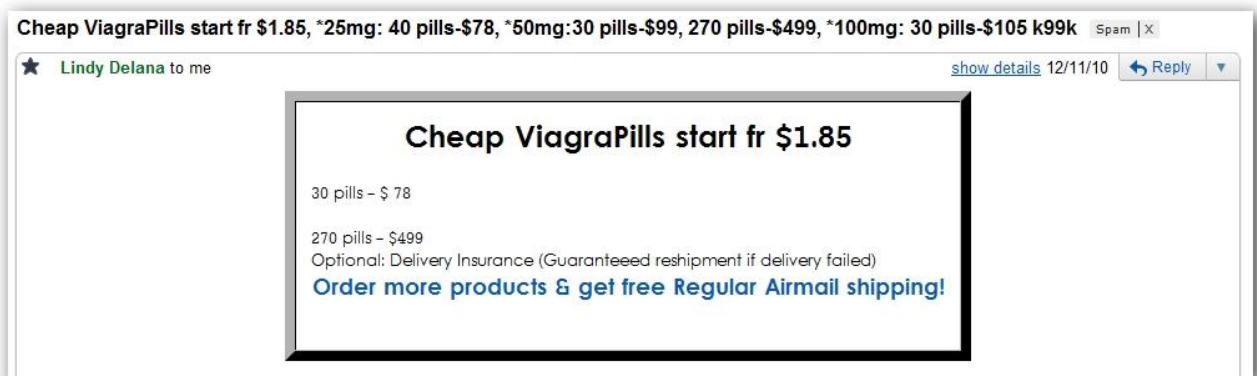 Cheap ViagraPills start fr $1.85, *25mg: 40 pills-$78, *50mg:30 pills-$99, 270 pills-$499, *100mg: 30 pills-$105 k99k Spam | X
Lindy Delana to me show details 12/11/10 Reply
Cheap ViagraPills start fr $1.85
30 pills – $ 78
270 pills – $499
Optional: Delivery Insurance (Guaranteeed reshipment if delivery failed)
Order more products & get free Regular Airmail shipping!